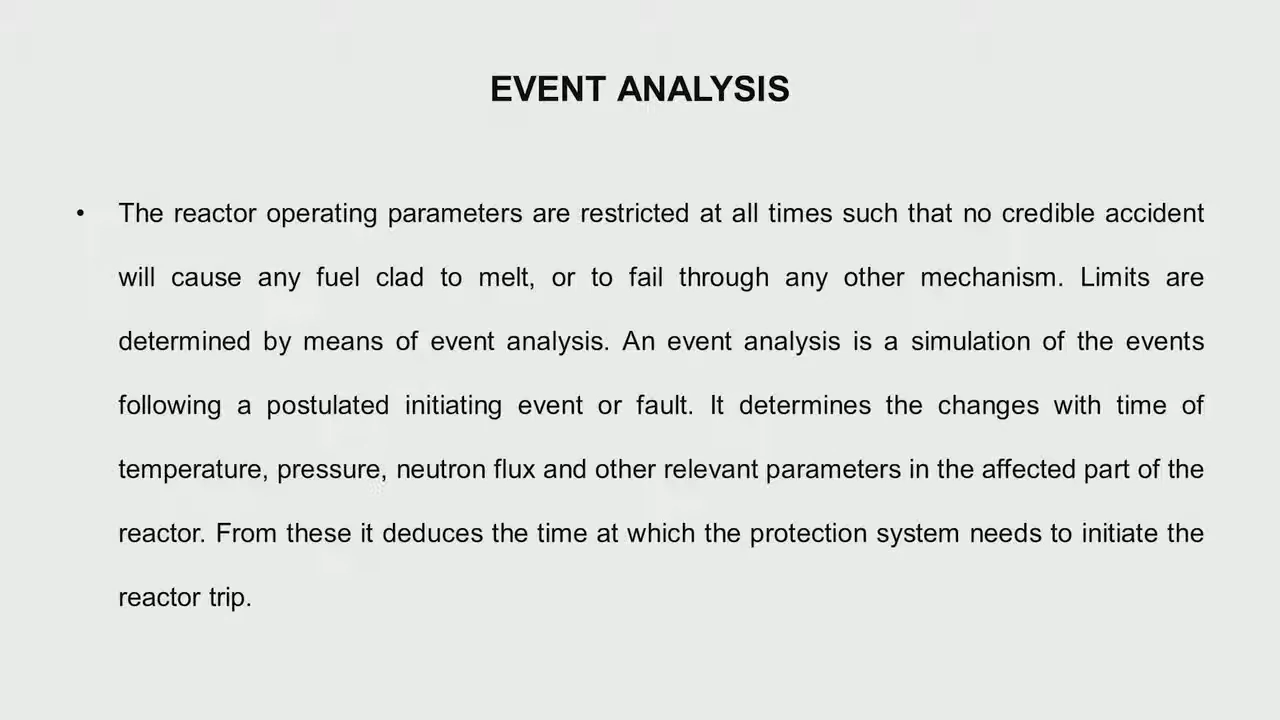 EVENT ANALYSIS
• The reactor operating parameters are restricted at all times such that no credible accident
will cause any fuel clad to melt, or to fail through any other mechanism. Limits are
determined by means of event analysis. An event analysis is a simulation of the events
following a postulated initiating event or fault. It determines the changes with time of
temperature, pressure, neutron flux and other relevant parameters in the affected part of the
reactor. From these it deduces the time at which the protection system needs to initiate the
reactor trip.